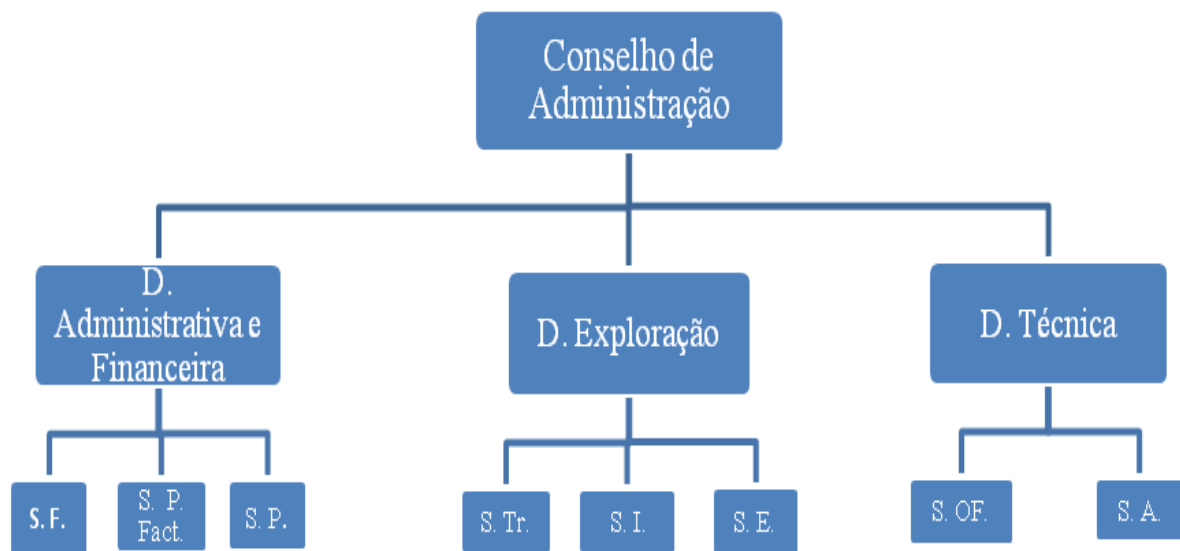 Conselho de
Administração
D.
Administrativa e
Financeira
D. Exploração
D. Técnica
S. F.
S. P.
Fact.
S. P.
S. Tr.
S. I.
S. E.
S. OF.
S. A.